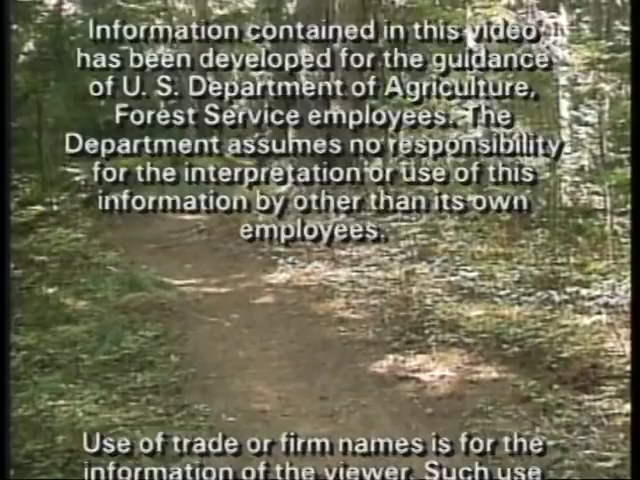 Information contained in this video
has been developed for the guidance
of U. S. Department of Agriculture,
Forest Service employees. The
Department assumes no responsibility
for the interpretation or use of this
information by other than its own
employees.
Use of trade or firm names is for the
information of the viewer. Such use